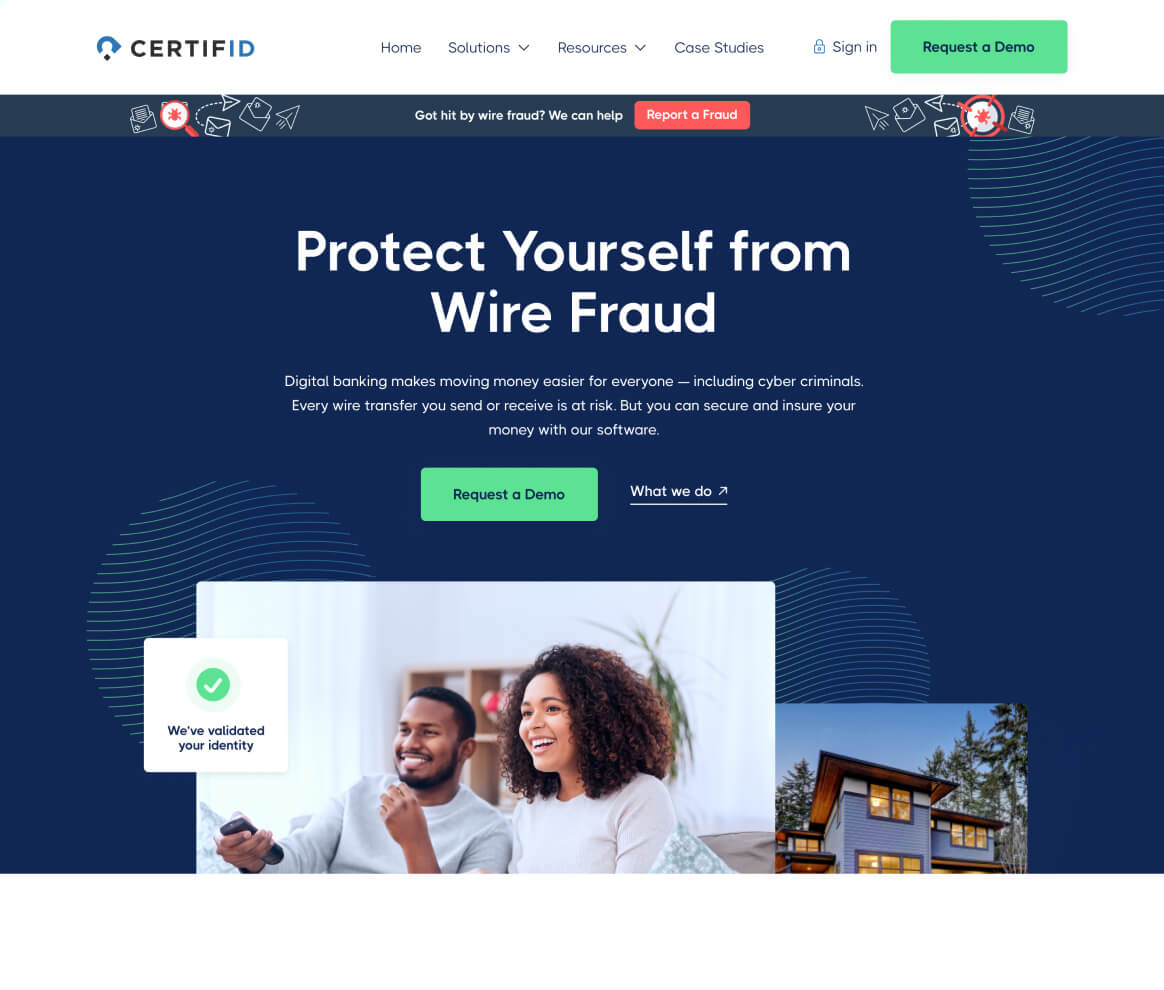 CERTIFID
Home
Solutions
Resources
Case Studies
Sign in
Request a Demo
Got hit by wire fraud? We can help
Report a Fraud
Protect Yourself from
Wire Fraud
Digital banking makes moving money easier for everyone — including cyber criminals.
Every wire transfer you send or receive is at risk. But you can secure and insure your
money with our software.
Request a Demo
What we do
We've validated
your identity